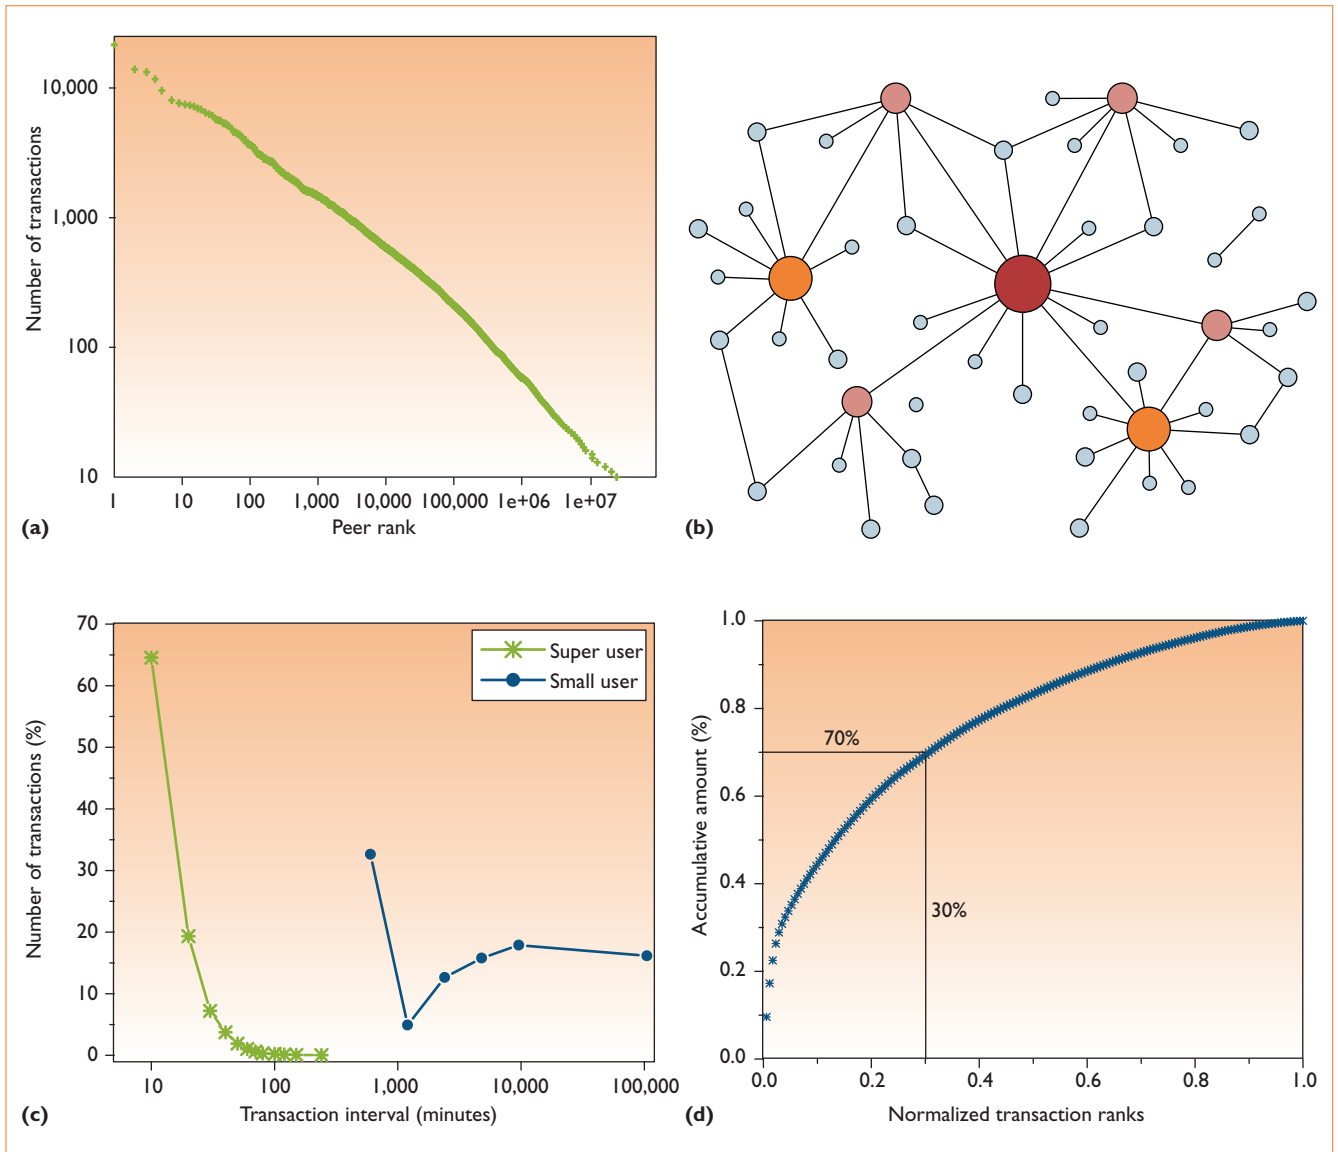 10,000
1,000
100
10
Number of transactions
1 10 100 1,000 10,000 100,000 1e+06 1e+07
Peer rank
(a)
(b)
70
60
50
40
30
20
10
0
Number of transactions (%)
Super user
Small user
10 100 1,000 10,000 100,000
Transaction interval (minutes)
(c)
1.0
0.8
0.6
0.4
0.2
0.0
Accumulative amount (%)
70%
30%
0.0 0.2 0.4 0.6 0.8 1.0
Normalized transaction ranks
(d)